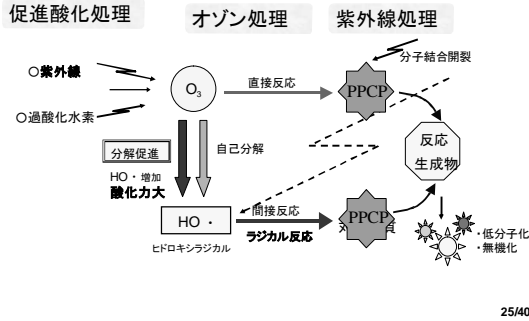 促進酸化処理
オゾン処理
紫外線処理
分子結合開裂
○紫外線
○過酸化水素
O3
直接反応
PPCP
反応
生成物
分解促進
自己分解
HO・増加
酸化力大
HO・
ヒドロキシラジカル
間接反応
ラジカル反応
PPCP
・低分子化
・無機化
25/40